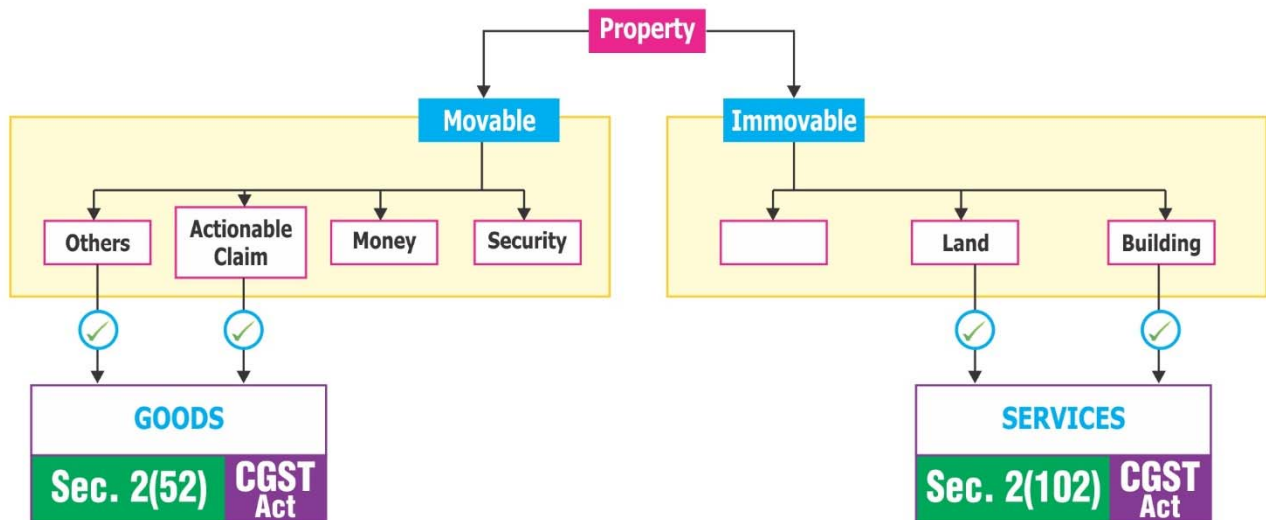 Property
Movable
Immovable
Others
Actionable
Claim
Money
Security
Land
Building
GOODS
Sec. 2(52)
CGST
Act
SERVICES
Sec. 2(102)
CGST
Act